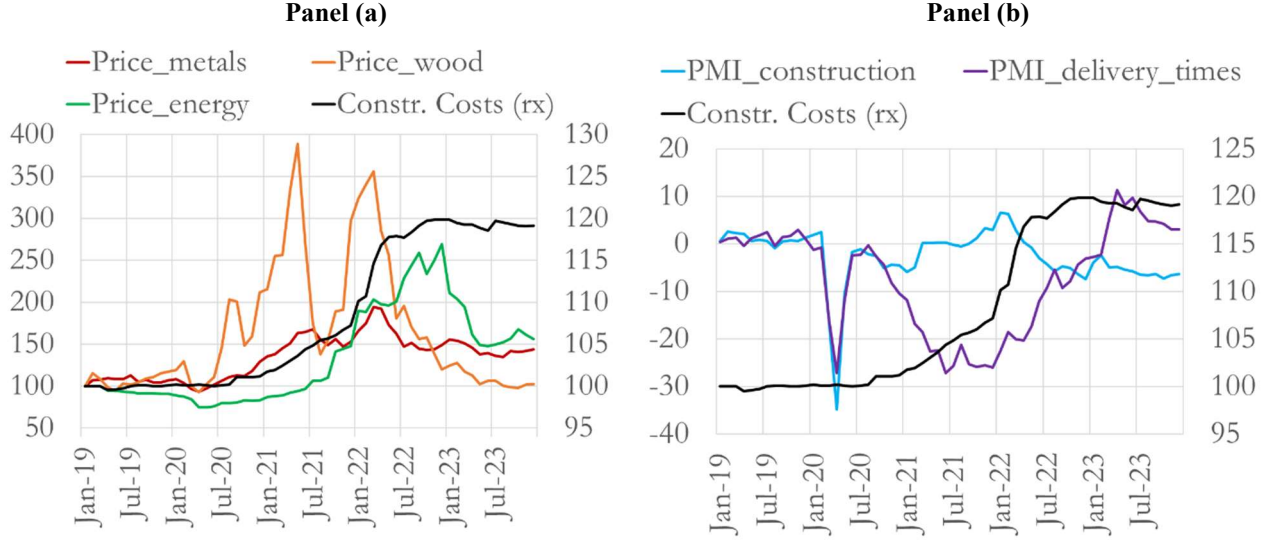 Panel (a)
Price_metals
Price_wood
Price_energy
Constr. Costs (rx)
400
350
300
250
200
150
100
50
130
125
120
115
110
105
100
95
Jan-19
Jul-19
Jan-20
Jul-20
Jan-21
Jul-21
Jan-22
Jul-22
Jan-23
Jul-23
Panel (b)
PMI_construction
PMI_delivery_times
Constr. Costs (rx)
20
10
0
-10
-20
-30
-40
125
120
115
110
105
100
95
Jan-19
Jul-19
Jan-20
Jul-20
Jan-21
Jul-21
Jan-22
Jul-22
Jan-23
Jul-23